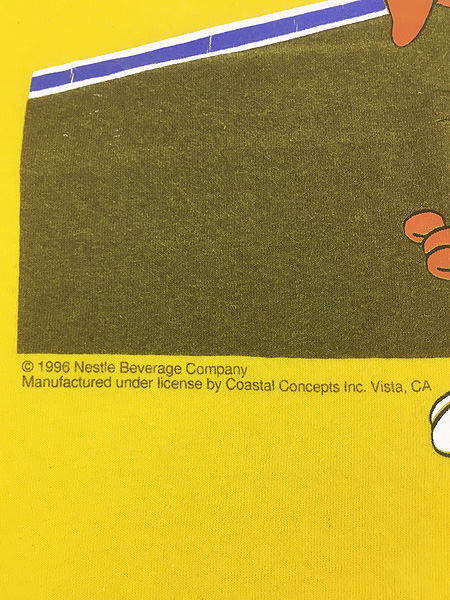 © 1996 Nestle Beverage Company
Manufactured under license by Coastal Concepts Inc. Vista, CA